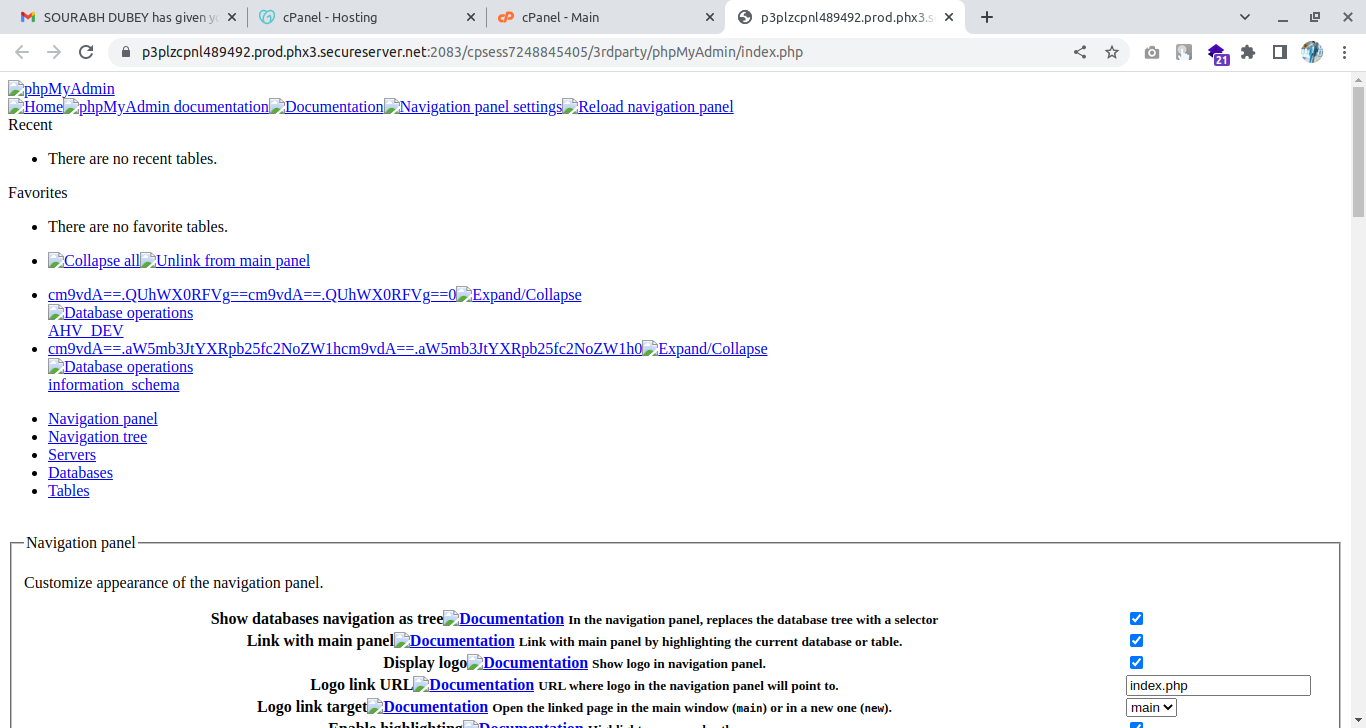 SOURABH DUBEY has given yo
cPanel - Hosting
cPanel - Main
p3plzcpnl489492.prod.phx3.s
p3plzcpnl489492.prod.phx3.secureserver.net:2083/cpsess7248845405/3rdparty/phpMyAdmin/index.php
21
phpMyAdmin
Home phpMyAdmin documentation Documentation Navigation panel settings Reload navigation panel
Recent
There are no recent tables.
Favorites
There are no favorite tables.
Collapse all Unlink from main panel
cm9vdA==.QUhWX0RFVg==cm9vdA==.QUhWX0RFVg==0 Expand/Collapse
Database operations
AHV_DEV
cm9vdA==.aW5mb3JtYXRpb25fc2NoZW1hcm9vdA==.aW5mb3JtYXRpb25fc2NoZW1h0 Expand/Collapse
Database operations
information_schema
Navigation panel
Navigation tree
Servers
Databases
Tables
Navigation panel
Customize appearance of the navigation panel.
Show databases navigation as tree Documentation In the navigation panel, replaces the database tree with a selector
Link with main panel Documentation Link with main panel by highlighting the current database or table.
Display logo Documentation Show logo in navigation panel.
Logo link URL Documentation URL where logo in the navigation panel will point to. index.php
Logo link target Documentation Open the linked page in the main window (main) or in a new one (new). main
Enable highlighting Documentation